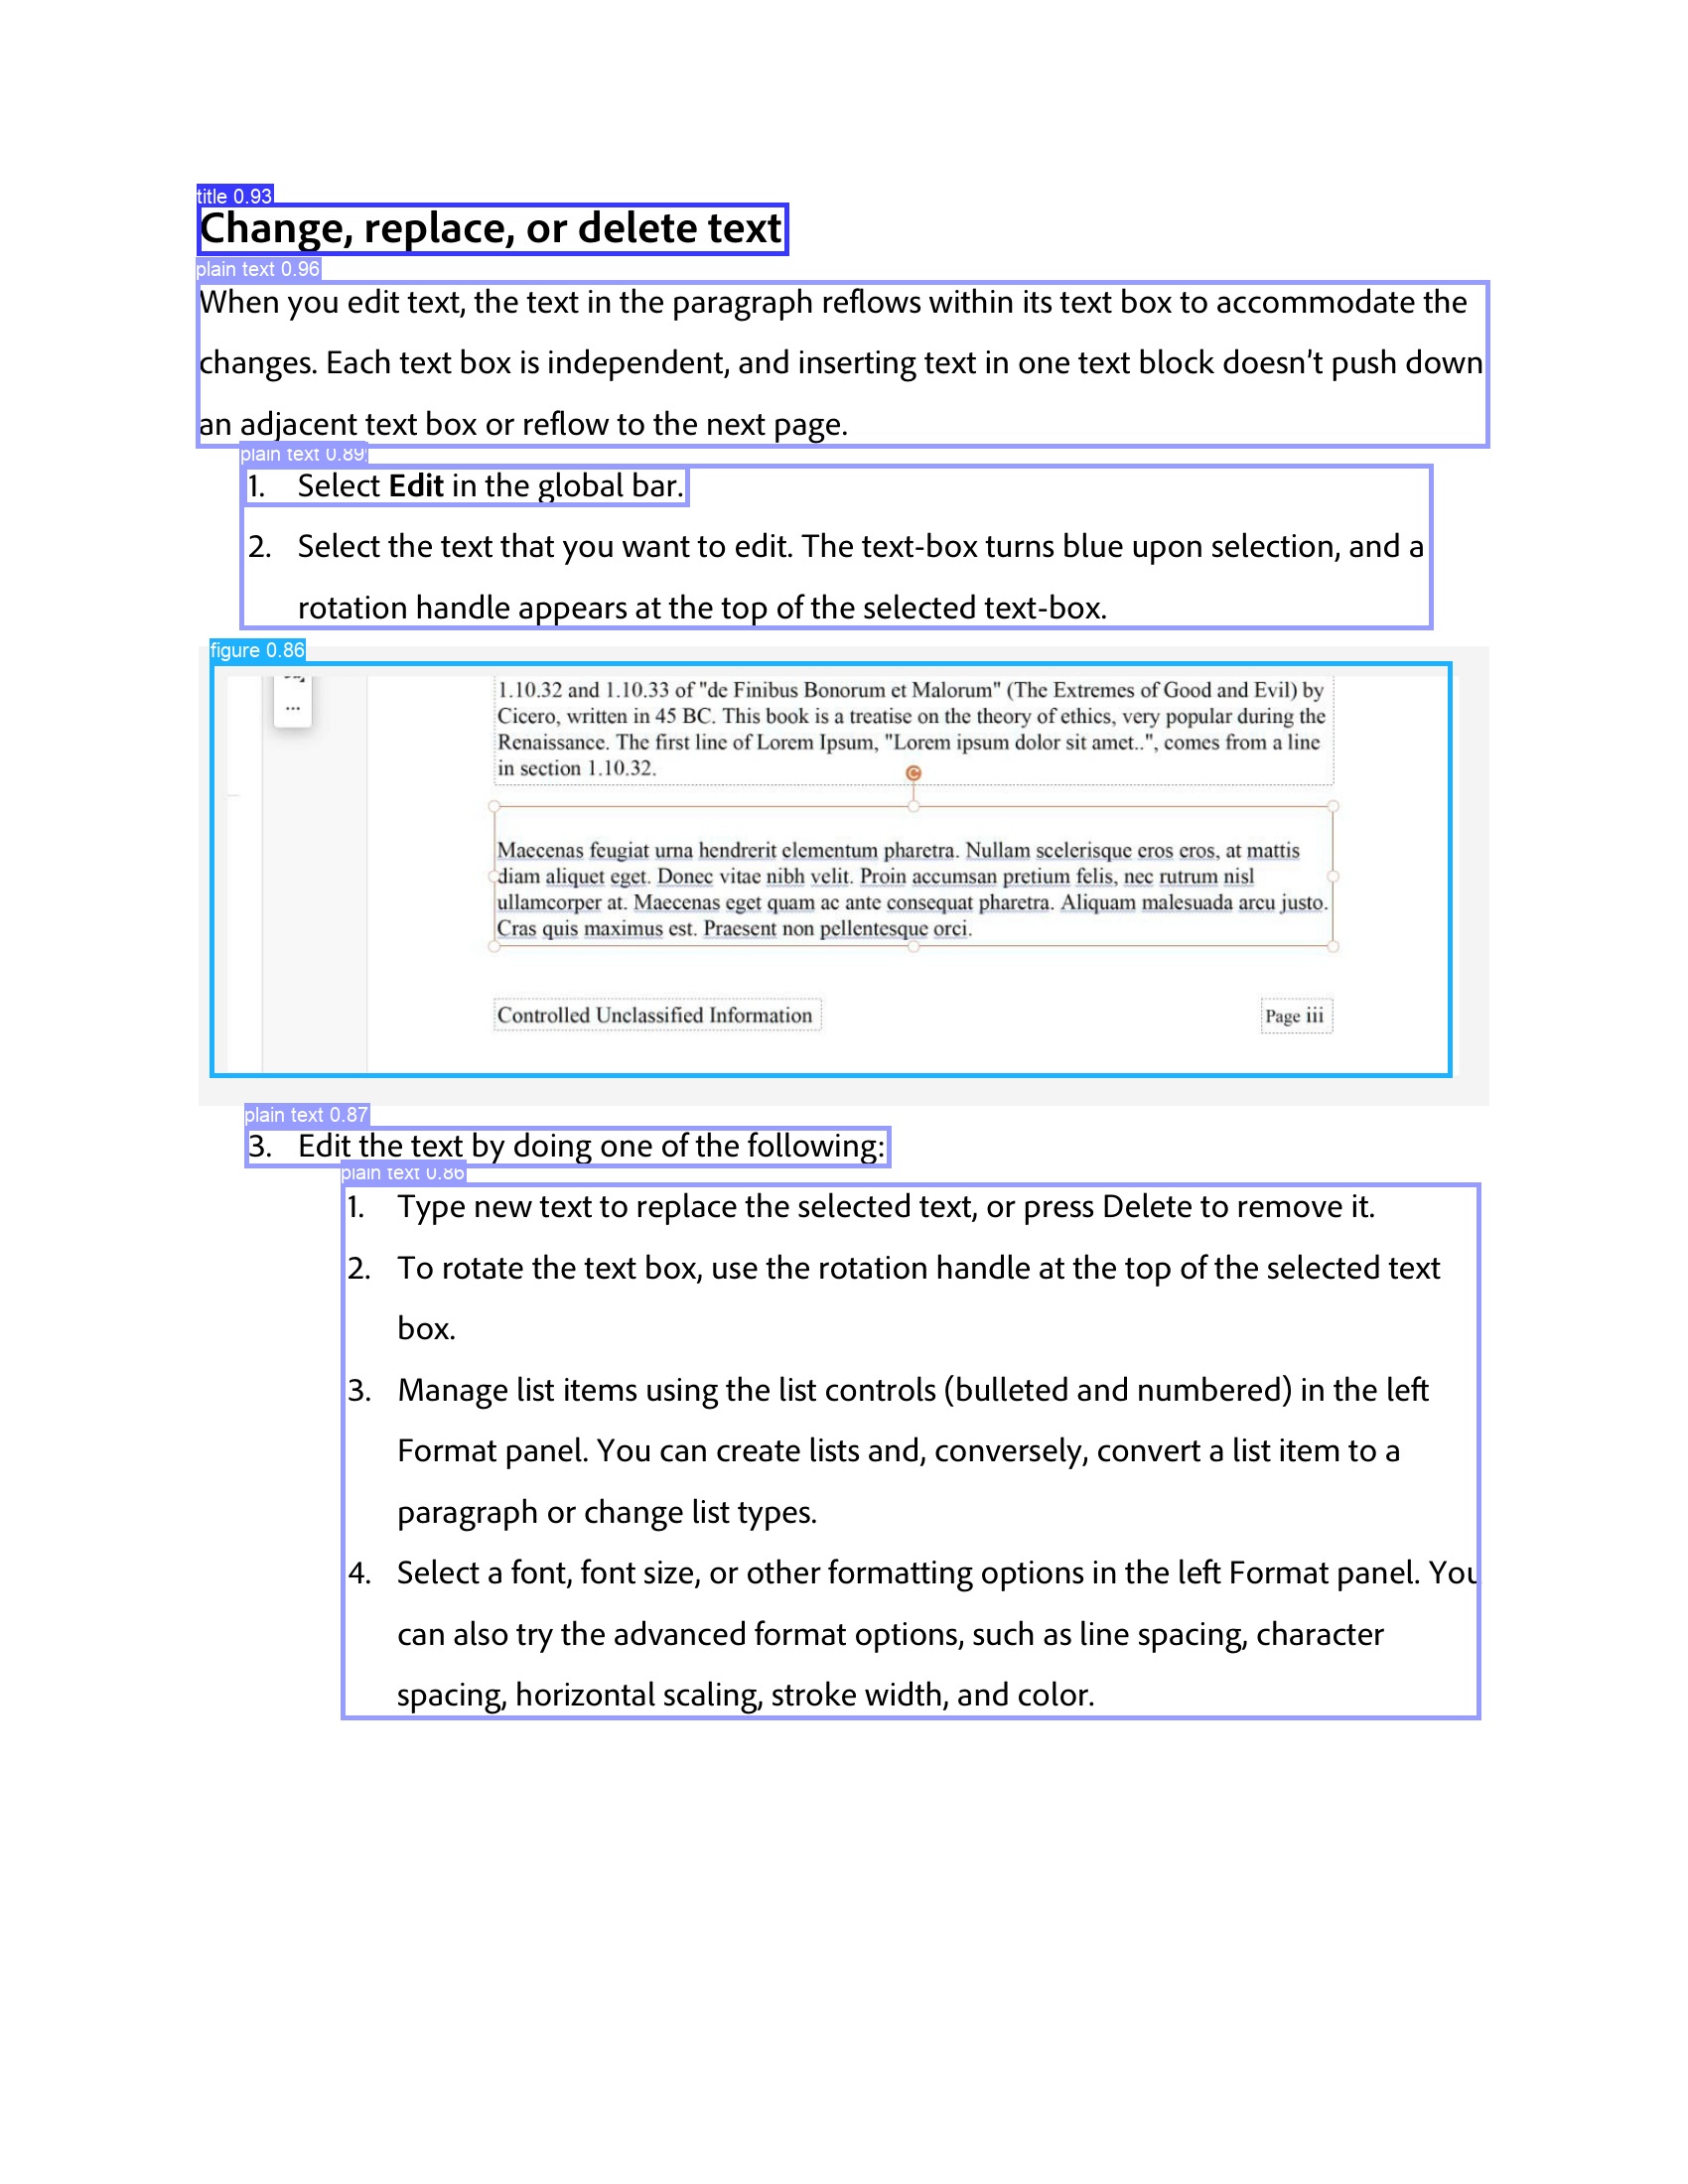 title 0.93
Change, replace, or delete text
plain text 0.96
When you edit text, the text in the paragraph reflows within its text box to accommodate the
changes. Each text box is independent, and inserting text in one text block doesn't push down
an adjacent text box or reflow to the next page.
plain text 0.89
1. Select Edit in the global bar.
2. Select the text that you want to edit. The text-box turns blue upon selection, and a
rotation handle appears at the top of the selected text-box.
figure 0.86
...
1.10.32 and 1.10.33 of "de Finibus Bonorum et Malorum" (The Extremes of Good and Evil) by
Cicero, written in 45 BC. This book is a treatise on the theory of ethics, very popular during the
Renaissance. The first line of Lorem Ipsum, "Lorem ipsum dolor sit amet..", comes from a line
in section 1.10.32.
Maecenas feugiat urna hendrerit elementum pharetra. Nullam scelerisque eros eros, at mattis
diam aliquet eget. Donec vitae nibh velit. Proin accumsan pretium felis, nec rutrum nisl
ullamcorper at. Maecenas eget quam ac ante consequat pharetra. Aliquam malesuada arcu justo.
Cras quis maximus est. Praesent non pellentesque orci.
Controlled Unclassified Information Page iii
plain text 0.87
3. Edit the text by doing one of the following:
plain text 0.86
1. Type new text to replace the selected text, or press Delete to remove it.
2. To rotate the text box, use the rotation handle at the top of the selected text
box.
3. Manage list items using the list controls (bulleted and numbered) in the left
Format panel. You can create lists and, conversely, convert a list item to a
paragraph or change list types.
4. Select a font, font size, or other formatting options in the left Format panel. You
can also try the advanced format options, such as line spacing, character
spacing, horizontal scaling, stroke width, and color.